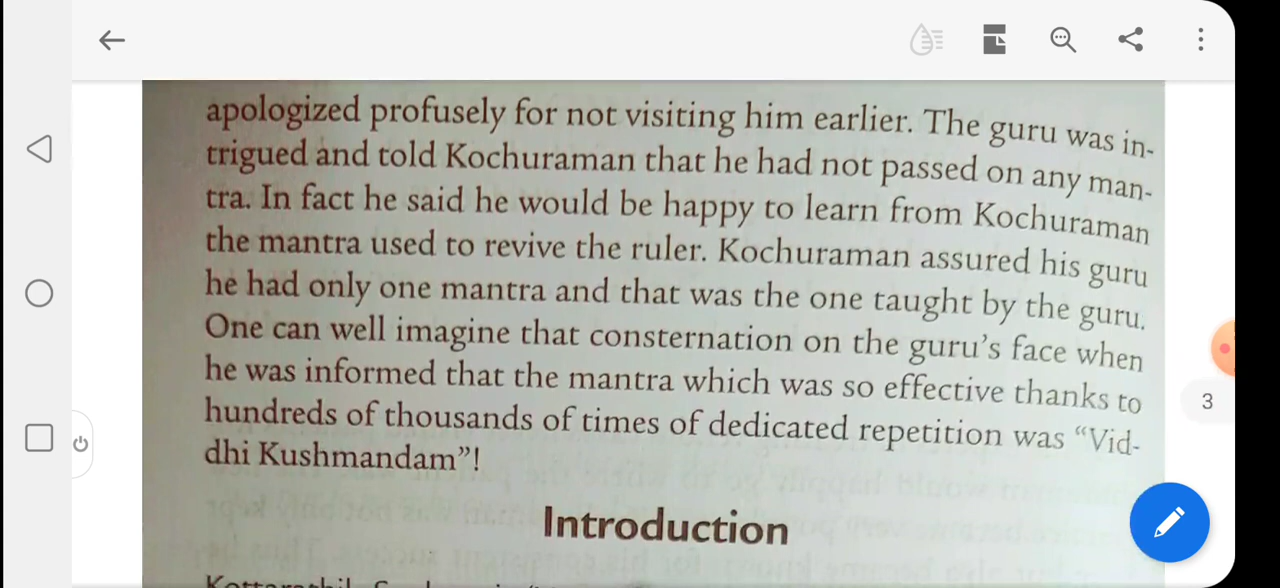 apologized profusely for not visiting him earlier. The guru was in-
trigued and told Kochuraman that he had not passed on any man-
tra. In fact he said he would be happy to learn from Kochuraman
the mantra used to revive the ruler. Kochuraman assured his guru
he had only one mantra and that was the one taught by the guru.
One can well imagine that consternation on the guru's face when
he was informed that the mantra which was so effective thanks to
hundreds of thousands of times of dedicated repetition was “Vid-
dhi Kushmandam”!
3
Introduction